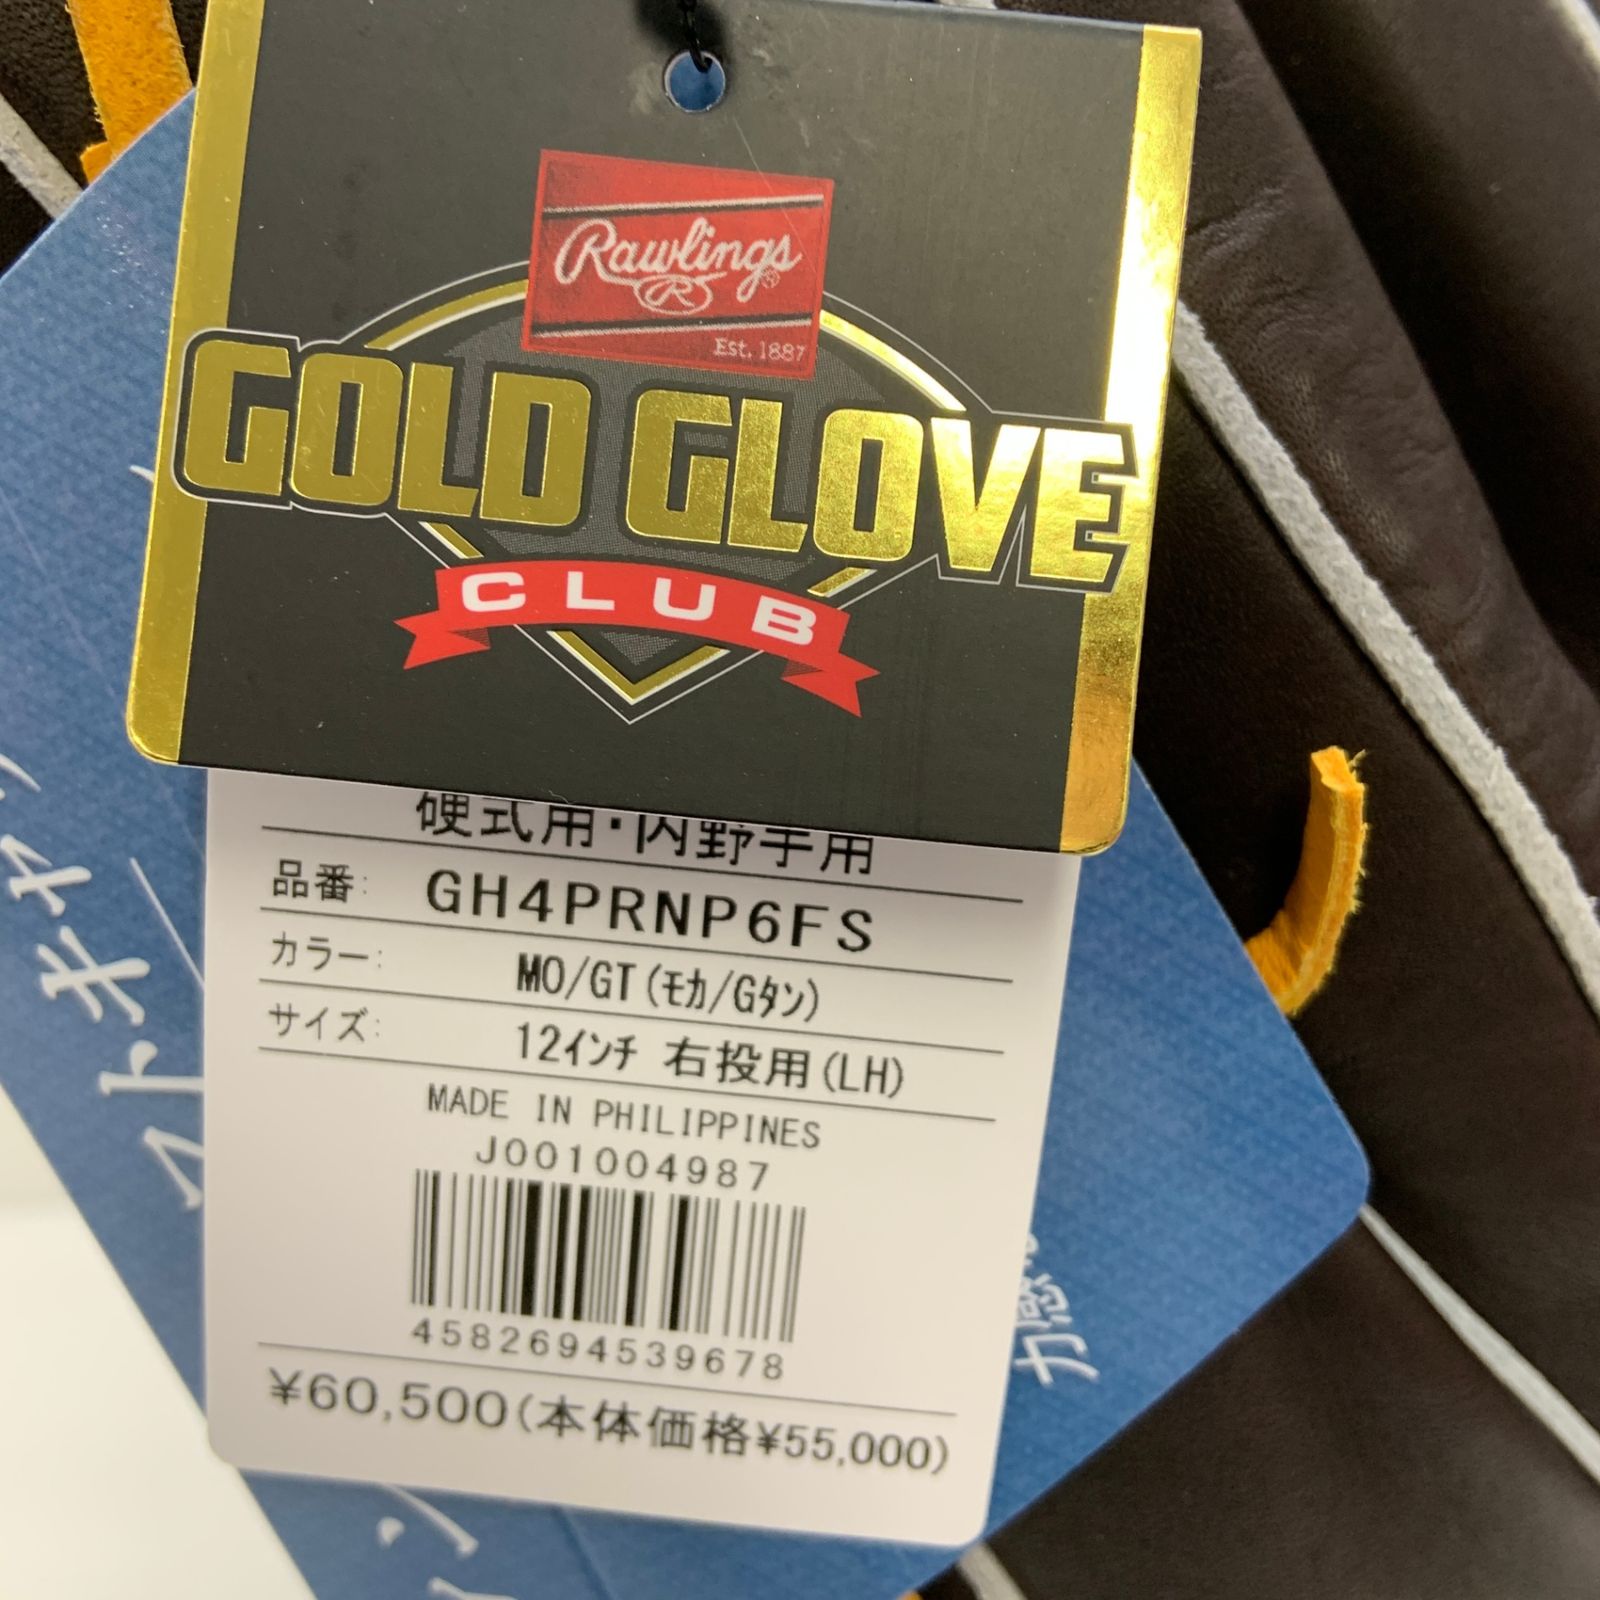 Rawlings
R
Est. 1887
GOLD GLOVE
CLUB
硬式用・内野手用
品番: GH4PRNP6FS
カラー: MO/GT(ﾓｶ/Gﾀﾝ)
サイズ: 12ｲﾝﾁ 右投用(LH)
MADE IN PHILIPPINES
J001004987
4582694539678
¥60,500(本体価格¥55,000)